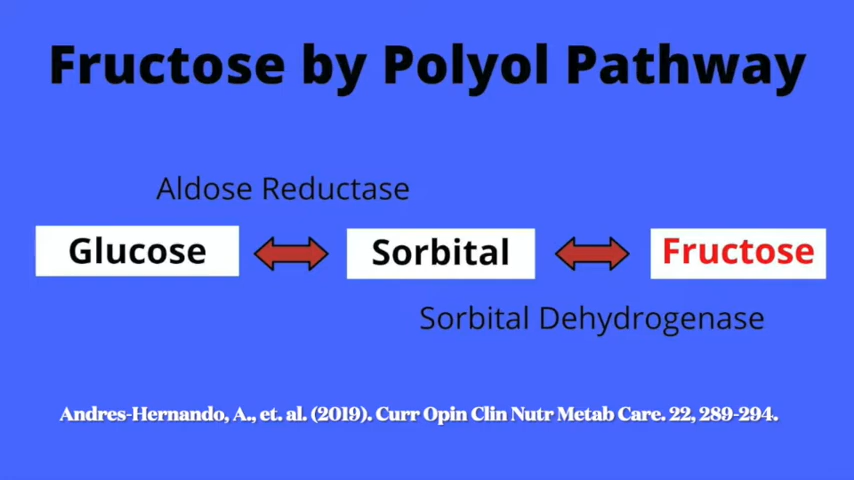 Fructose by Polyol Pathway
Aldose Reductase
Glucose
Sorbital
Fructose
Sorbital Dehydrogenase
Andres-Hernando, A., et. al. (2019). Curr Opin Clin Nutr Metab Care. 22, 289-294.